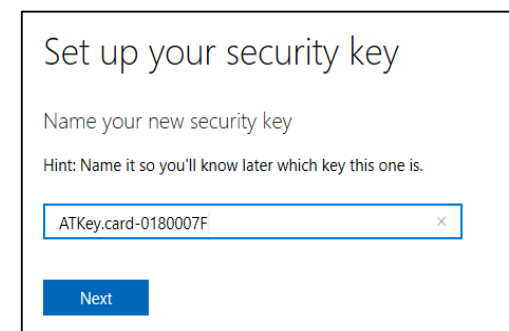 Set up your security key
Name your new security key
Hint: Name it so you'll know later which key this one is.
ATKey.card-0180007F
Next